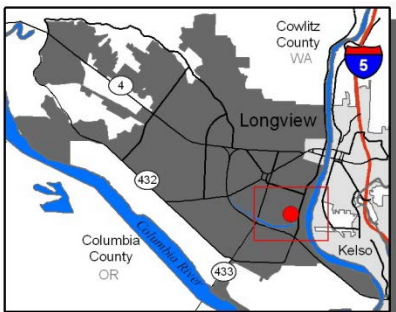 Cowlitz
County
WA
5
4
Longview
432
Columbia River
Columbia
County
OR
433
Kelso